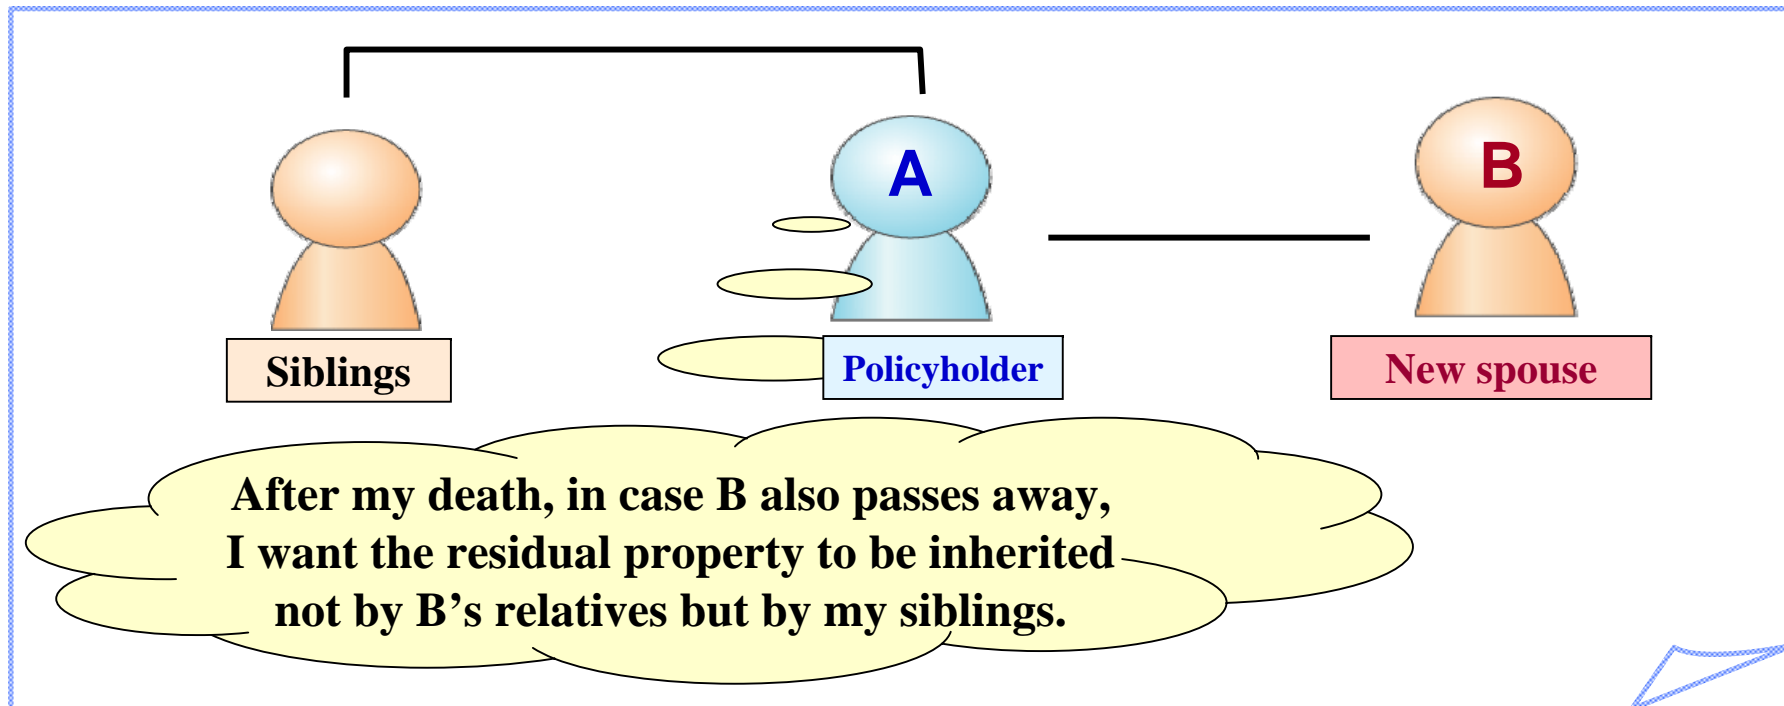 A
B
Siblings
Policyholder
New spouse
After my death, in case B also passes away,
I want the residual property to be inherited
not by B’s relatives but by my siblings.